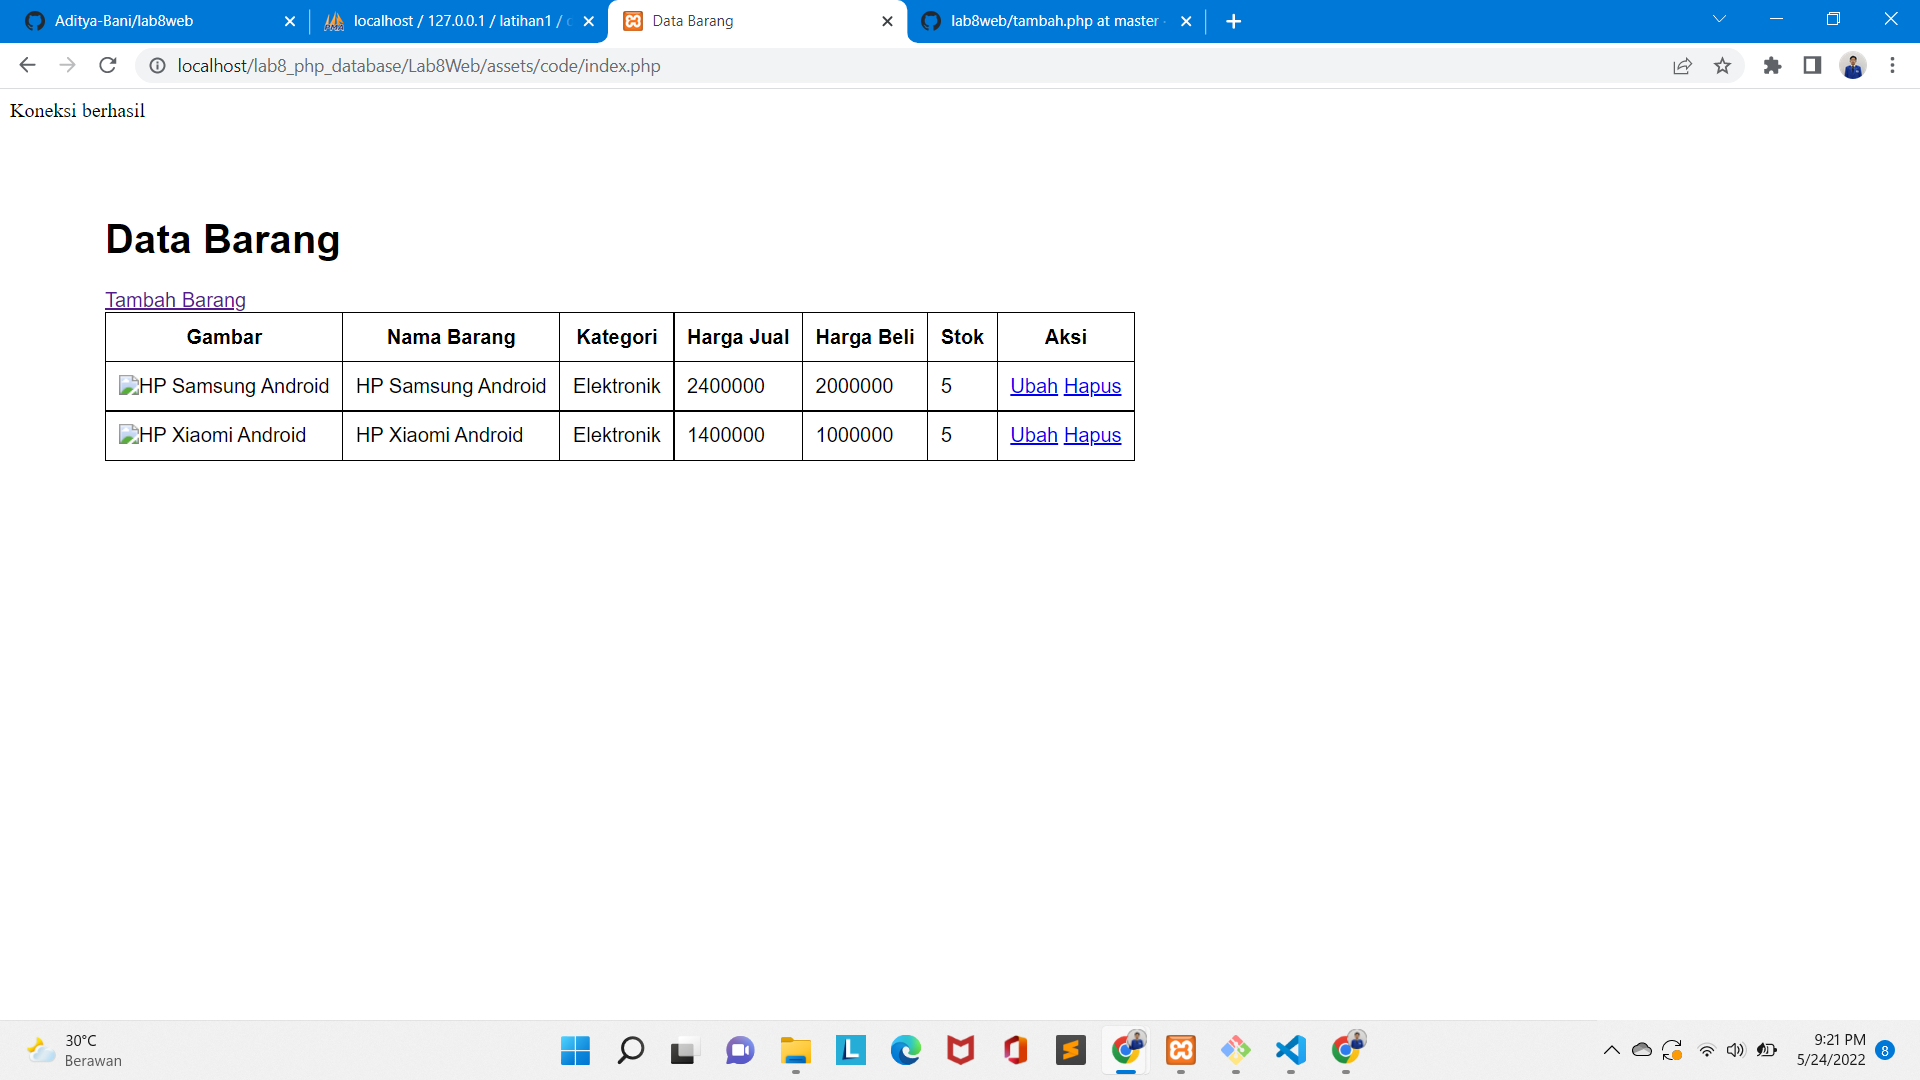 Aditya-Bani/lab8web
localhost / 127.0.0.1 / latihan1 /
Data Barang
lab8web/tambah.php at master
localhost/lab8_php_database/Lab8Web/assets/code/index.php
Koneksi berhasil
Data Barang
Tambah Barang
Gambar Nama Barang Kategori Harga Jual Harga Beli Stok Aksi
HP Samsung Android HP Samsung Android Elektronik 2400000 2000000 5 Ubah Hapus
HP Xiaomi Android HP Xiaomi Android Elektronik 1400000 1000000 5 Ubah Hapus
30°C
Berawan
9:21 PM
5/24/2022
8